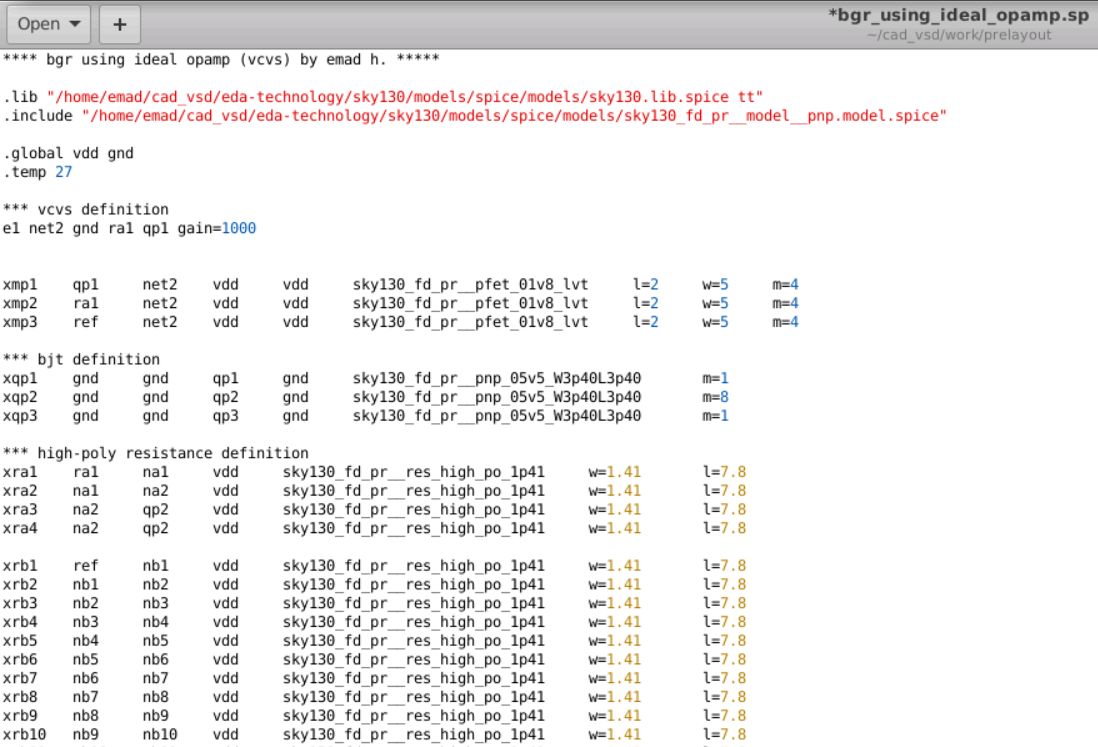 Open
+
*bgr_using_ideal_opamp.sp
~/cad_vsd/work/prelayout
**** bgr using ideal opamp (vcvs) by emad h. *****
.lib "/home/emad/cad_vsd/eda-technology/sky130/models/spice/models/sky130.lib.spice tt"
.include "/home/emad/cad_vsd/eda-technology/sky130/models/spice/models/sky130_fd_pr__model__pnp.model.spice"
.global vdd gnd
.temp 27
*** vcvs definition
e1 net2 gnd ra1 qp1 gain=1000
xmp1 qp1 net2 vdd vdd sky130_fd_pr__pfet_01v8_lvt l=2 w=5 m=4
xmp2 ra1 net2 vdd vdd sky130_fd_pr__pfet_01v8_lvt l=2 w=5 m=4
xmp3 ref net2 vdd vdd sky130_fd_pr__pfet_01v8_lvt l=2 w=5 m=4
*** bjt definition
xqp1 gnd gnd qp1 gnd sky130_fd_pr__pnp_05v5_W3p40L3p40 m=1
xqp2 gnd gnd qp2 gnd sky130_fd_pr__pnp_05v5_W3p40L3p40 m=8
xqp3 gnd gnd qp3 gnd sky130_fd_pr__pnp_05v5_W3p40L3p40 m=1
*** high-poly resistance definition
xra1 ra1 na1 vdd sky130_fd_pr__res_high_po_1p41 w=1.41 l=7.8
xra2 na1 na2 vdd sky130_fd_pr__res_high_po_1p41 w=1.41 l=7.8
xra3 na2 qp2 vdd sky130_fd_pr__res_high_po_1p41 w=1.41 l=7.8
xra4 na2 qp2 vdd sky130_fd_pr__res_high_po_1p41 w=1.41 l=7.8
xrb1 ref nb1 vdd sky130_fd_pr__res_high_po_1p41 w=1.41 l=7.8
xrb2 nb1 nb2 vdd sky130_fd_pr__res_high_po_1p41 w=1.41 l=7.8
xrb3 nb2 nb3 vdd sky130_fd_pr__res_high_po_1p41 w=1.41 l=7.8
xrb4 nb3 nb4 vdd sky130_fd_pr__res_high_po_1p41 w=1.41 l=7.8
xrb5 nb4 nb5 vdd sky130_fd_pr__res_high_po_1p41 w=1.41 l=7.8
xrb6 nb5 nb6 vdd sky130_fd_pr__res_high_po_1p41 w=1.41 l=7.8
xrb7 nb6 nb7 vdd sky130_fd_pr__res_high_po_1p41 w=1.41 l=7.8
xrb8 nb7 nb8 vdd sky130_fd_pr__res_high_po_1p41 w=1.41 l=7.8
xrb9 nb8 nb9 vdd sky130_fd_pr__res_high_po_1p41 w=1.41 l=7.8
xrb10 nb9 nb10 vdd sky130_fd_pr__res_high_po_1p41 w=1.41 l=7.8